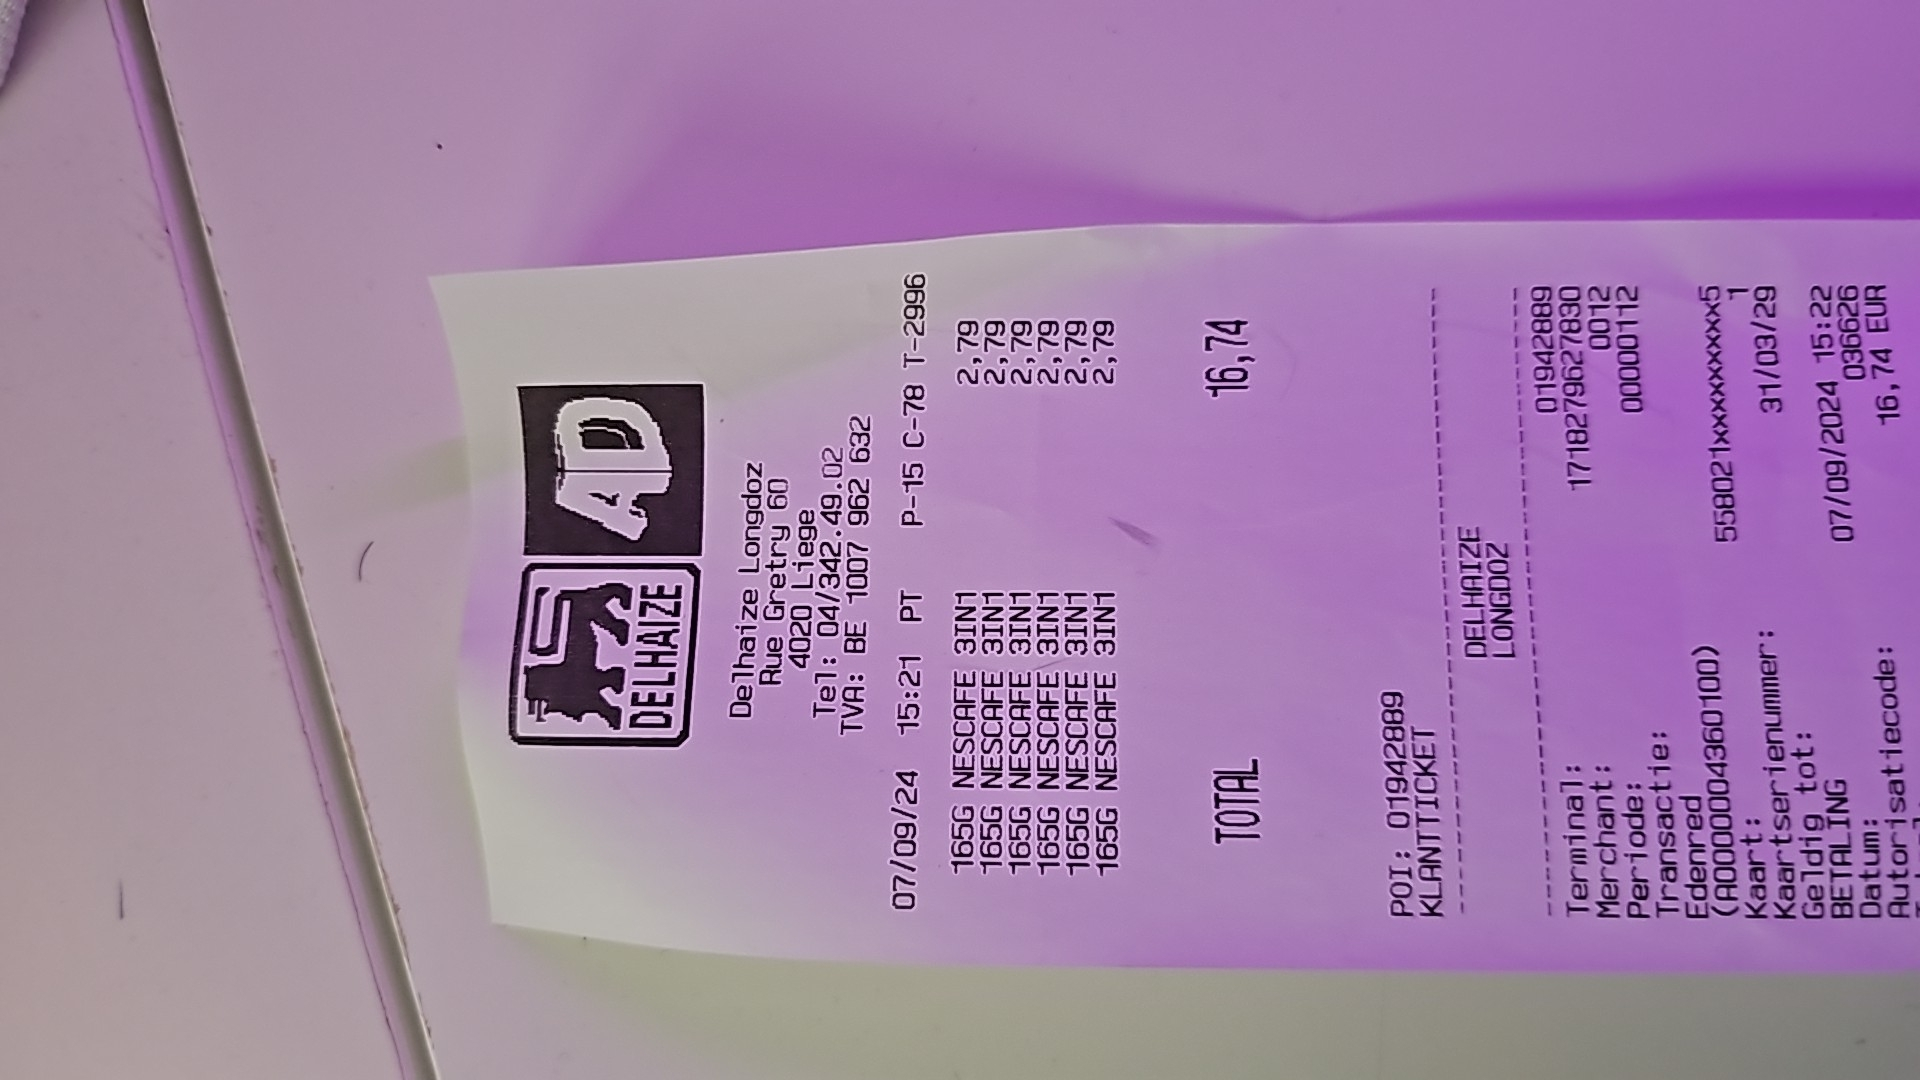 DELHAIZE AD
Delhaize Longdoz
Rue Gretry 60
4020 Liege
Tel: 04/342.49.02
TVA: BE 1007 962 632
07/09/24 15:21 PT P-15 C-78 T-2996
165G NESCAFE 3IN1 2,79
165G NESCAFE 3IN1 2,79
165G NESCAFE 3IN1 2,79
165G NESCAFE 3IN1 2,79
165G NESCAFE 3IN1 2,79
165G NESCAFE 3IN1 2,79
TOTAL 16,74
POI: 01942889
KLANTTICKET
DELHAIZE
LONGDOZ
Terminal: 01942889
Merchant: 1718279627830
Periode: 0012
Transactie: 00000112
Edenred
(A0000004360100)
Kaart: 558021xxxxxxxxxxx5
Kaartserienummer: 1
Geldig tot: 31/03/29
BETALING
Datum: 07/09/2024 15:22
Autorisatiecode: 036626
16,74 EUR